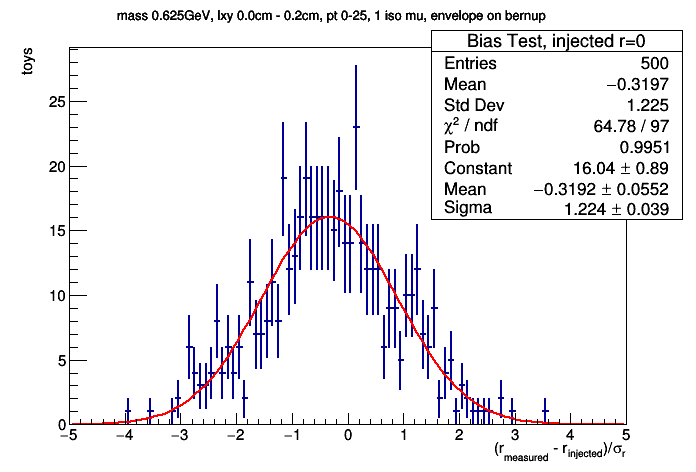 mass 0.625GeV, lxy 0.0cm - 0.2cm, pt 0-25, 1 iso mu, envelope on bernup
Bias Test, injected r=0
Entries 500
Mean −0.3197
Std Dev 1.225
χ² / ndf 64.78 / 97
Prob 0.9951
Constant 16.04 ± 0.89
Mean −0.3192 ± 0.0552
Sigma 1.224 ± 0.039
toys
25
20
15
10
5
0
−5 −4 −3 −2 −1 0 1 2 3 4 5
(r_measured - r_injected)/σ_r